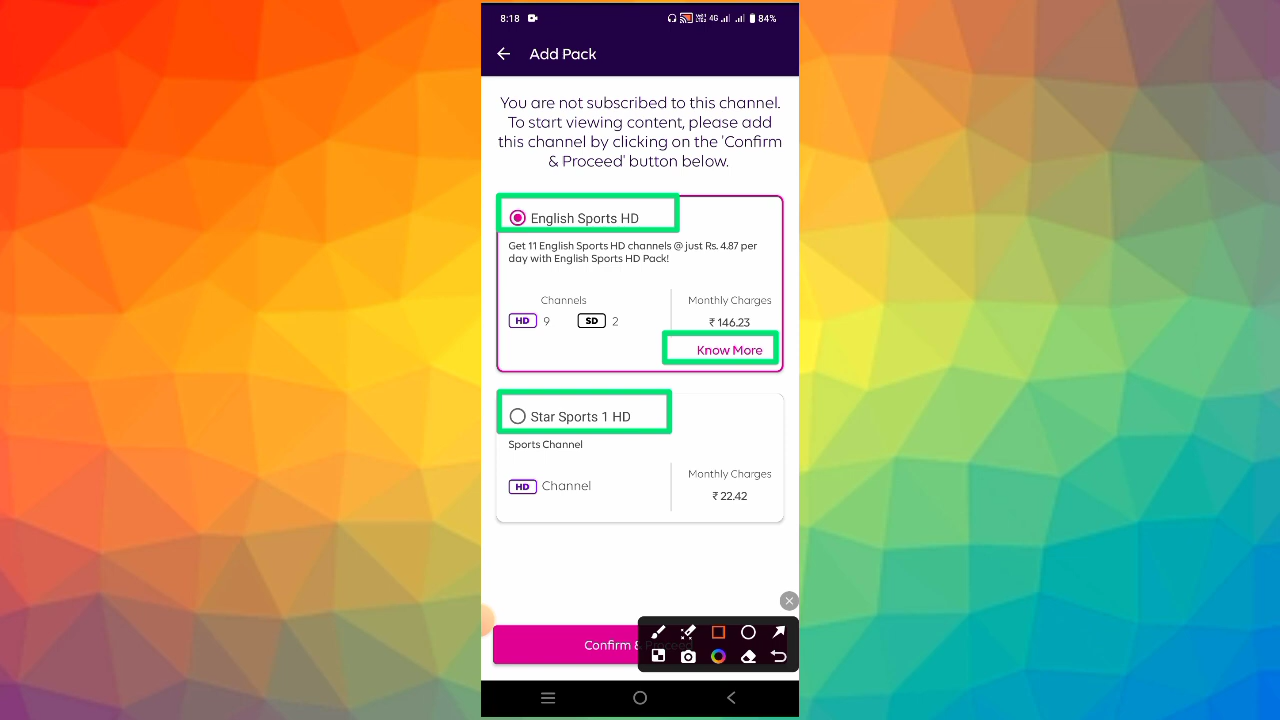 8:18 4G 84%
Add Pack
You are not subscribed to this channel.
To start viewing content, please add
this channel by clicking on the 'Confirm
& Proceed' button below.
English Sports HD
Get 11 English Sports HD channels @ just Rs. 4.87 per
day with English Sports HD Pack!
Channels
HD 9 SD 2
Monthly Charges
₹ 146.23
Know More
Star Sports 1 HD
Sports Channel
HD Channel
Monthly Charges
₹ 22.42
Confirm &